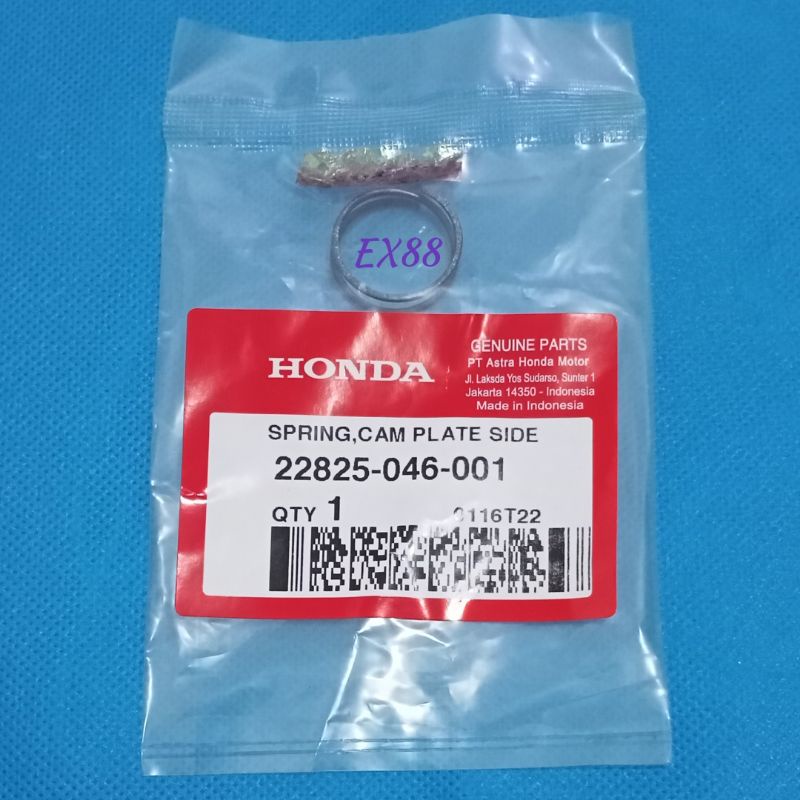 EX88
HONDA
GENUINE PARTS
PT Astra Honda Motor
Jl. Laksda Yos Sudarso, Sunter 1
Jakarta 14350 - Indonesia
Made in Indonesia
SPRING,CAM PLATE SIDE
22825-046-001
QTY 1 0116T22